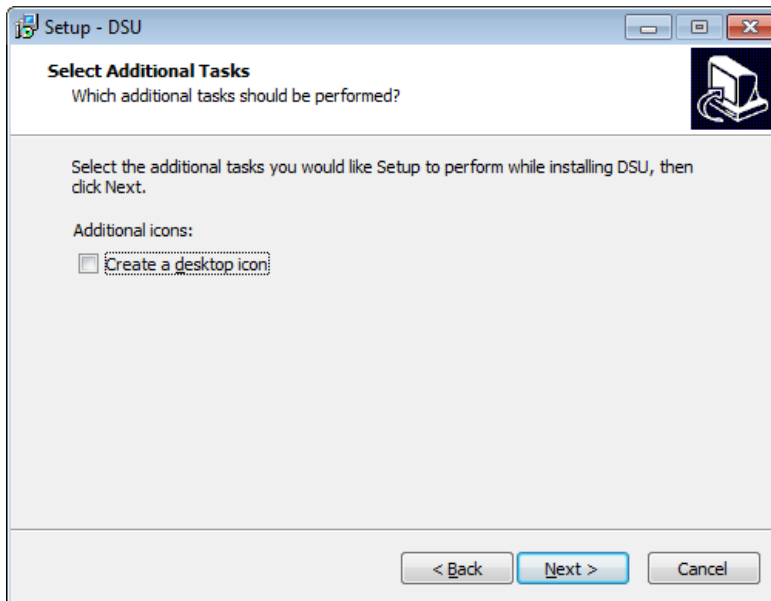 Setup - DSU
Select Additional Tasks
Which additional tasks should be performed?
Select the additional tasks you would like Setup to perform while installing DSU, then
click Next.
Additional icons:
Create a desktop icon
< Back
Next >
Cancel